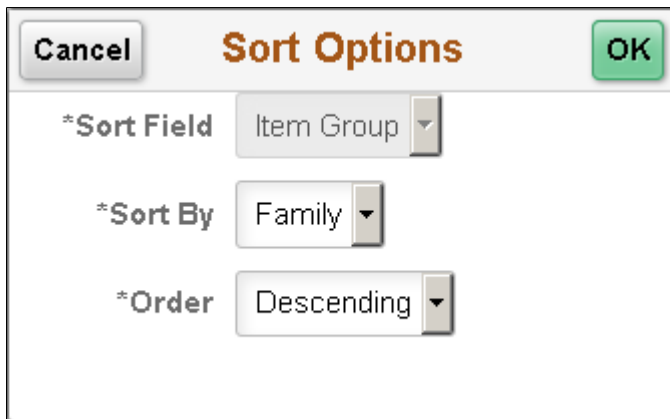 Cancel Sort Options OK
*Sort Field Item Group
*Sort By Family
*Order Descending